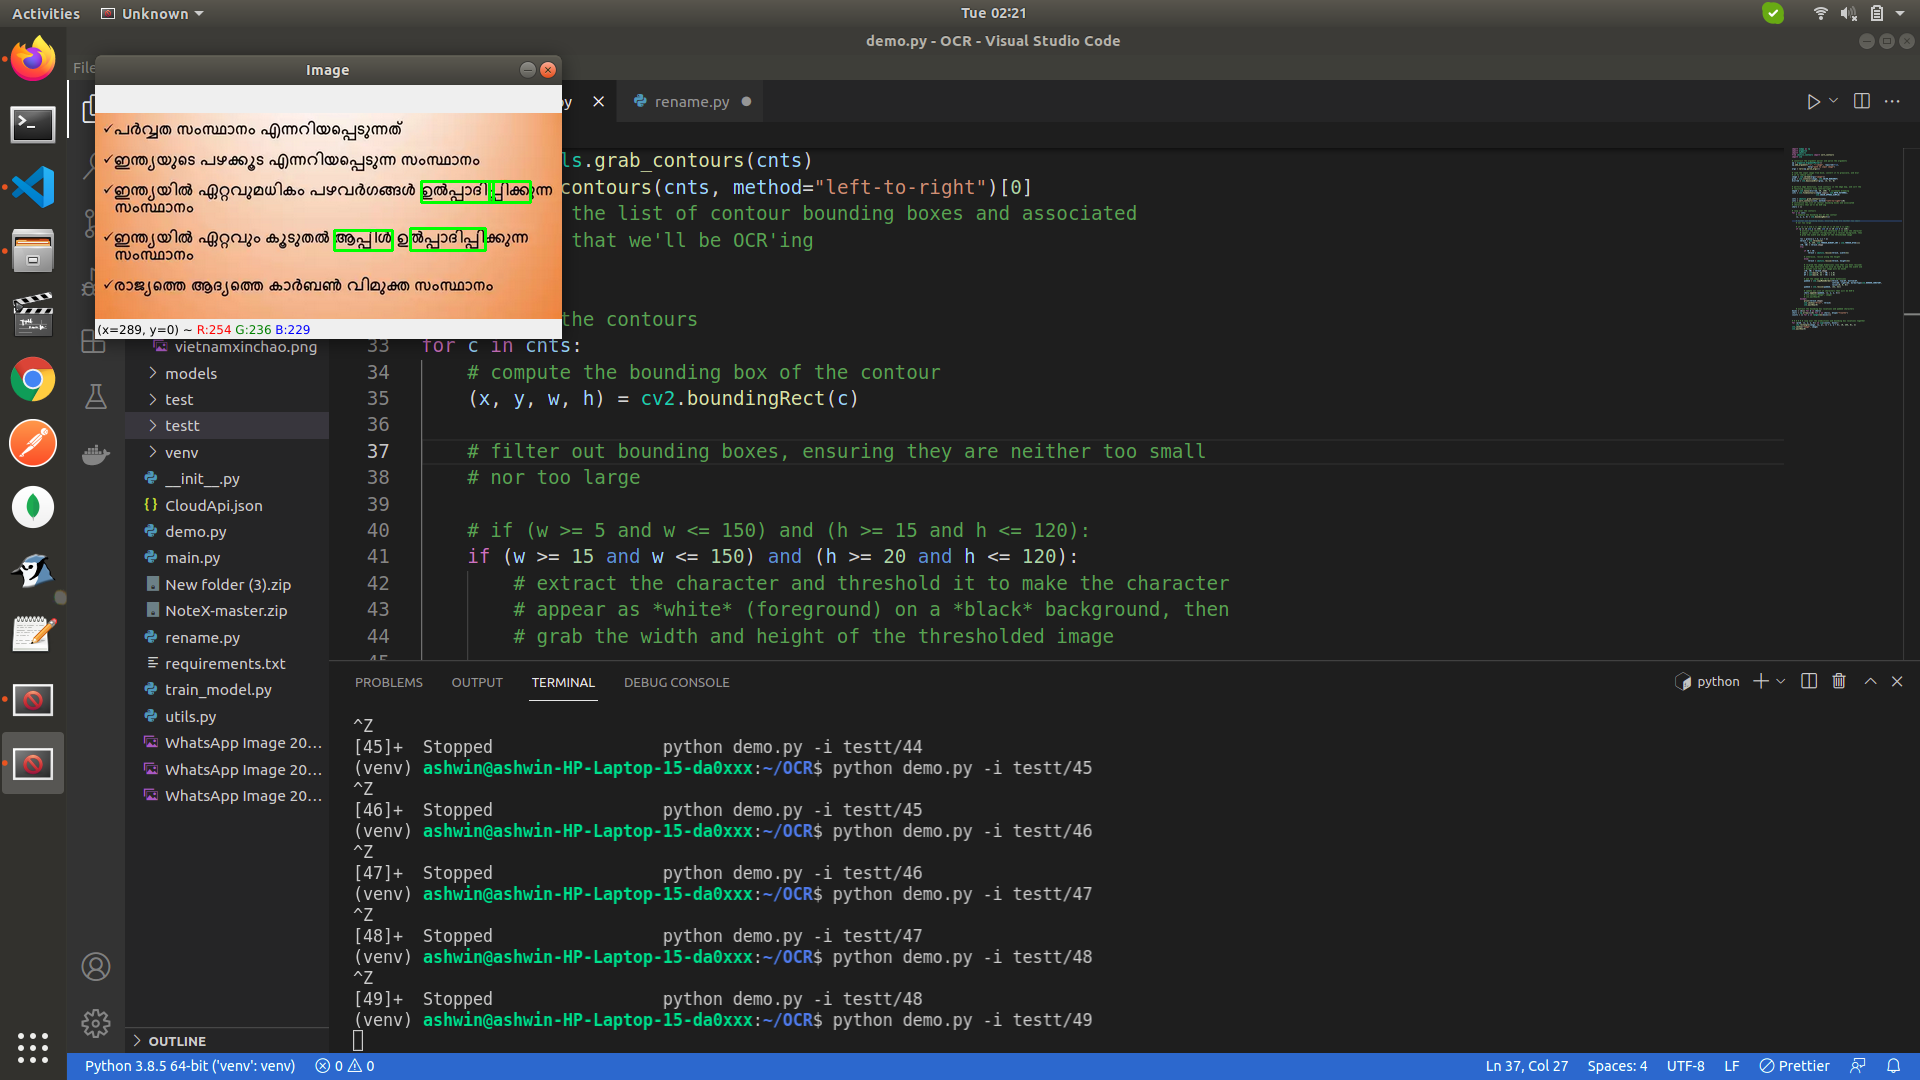 Activities
Unknown
Tue 02:21
demo.py - OCR - Visual Studio Code
File
Image
rename.py
✓പർവ്വത സംസ്ഥാനം എന്നറിയപ്പെടുന്നത്
✓ഇന്ത്യയുടെ പഴക്കൂട എന്നറിയപ്പെടുന്ന സംസ്ഥാനം
✓ഇന്ത്യയിൽ ഏറ്റവുമധികം പഴവർഗങ്ങൾ ഉൽപ്പാദിപ്പിക്കുന്ന
സംസ്ഥാനം
✓ഇന്ത്യയിൽ ഏറ്റവും കൂടുതൽ ആപ്പിൾ ഉൽപ്പാദിപ്പിക്കുന്ന
സംസ്ഥാനം
✓രാജ്യത്തെ ആദ്യത്തെ കാർബൺ വിമുക്ത സംസ്ഥാനം
(x=289, y=0) ~ R:254 G:236 B:229
ls.grab_contours(cnts)
contours(cnts, method="left-to-right")[0]
the list of contour bounding boxes and associated
that we'll be OCR'ing
the contours
33 for c in cnts:
34 # compute the bounding box of the contour
35 (x, y, w, h) = cv2.boundingRect(c)
36
37 # filter out bounding boxes, ensuring they are neither too small
38 # nor too large
39
40 # if (w >= 5 and w <= 150) and (h >= 15 and h <= 120):
41 if (w >= 15 and w <= 150) and (h >= 20 and h <= 120):
42 # extract the character and threshold it to make the character
43 # appear as *white* (foreground) on a *black* background, then
44 # grab the width and height of the thresholded image
vietnamxinchao.png
models
test
testt
venv
__init__.py
CloudApi.json
demo.py
main.py
New folder (3).zip
NoteX-master.zip
rename.py
requirements.txt
train_model.py
utils.py
WhatsApp Image 20...
WhatsApp Image 20...
WhatsApp Image 20...
OUTLINE
PROBLEMS OUTPUT TERMINAL DEBUG CONSOLE
python
^Z
[45]+ Stopped python demo.py -i testt/44
(venv) ashwin@ashwin-HP-Laptop-15-da0xxx:~/OCR$ python demo.py -i testt/45
^Z
[46]+ Stopped python demo.py -i testt/45
(venv) ashwin@ashwin-HP-Laptop-15-da0xxx:~/OCR$ python demo.py -i testt/46
^Z
[47]+ Stopped python demo.py -i testt/46
(venv) ashwin@ashwin-HP-Laptop-15-da0xxx:~/OCR$ python demo.py -i testt/47
^Z
[48]+ Stopped python demo.py -i testt/47
(venv) ashwin@ashwin-HP-Laptop-15-da0xxx:~/OCR$ python demo.py -i testt/48
^Z
[49]+ Stopped python demo.py -i testt/48
(venv) ashwin@ashwin-HP-Laptop-15-da0xxx:~/OCR$ python demo.py -i testt/49
Python 3.8.5 64-bit ('venv': venv) 0 0
Ln 37, Col 27 Spaces: 4 UTF-8 LF Prettier